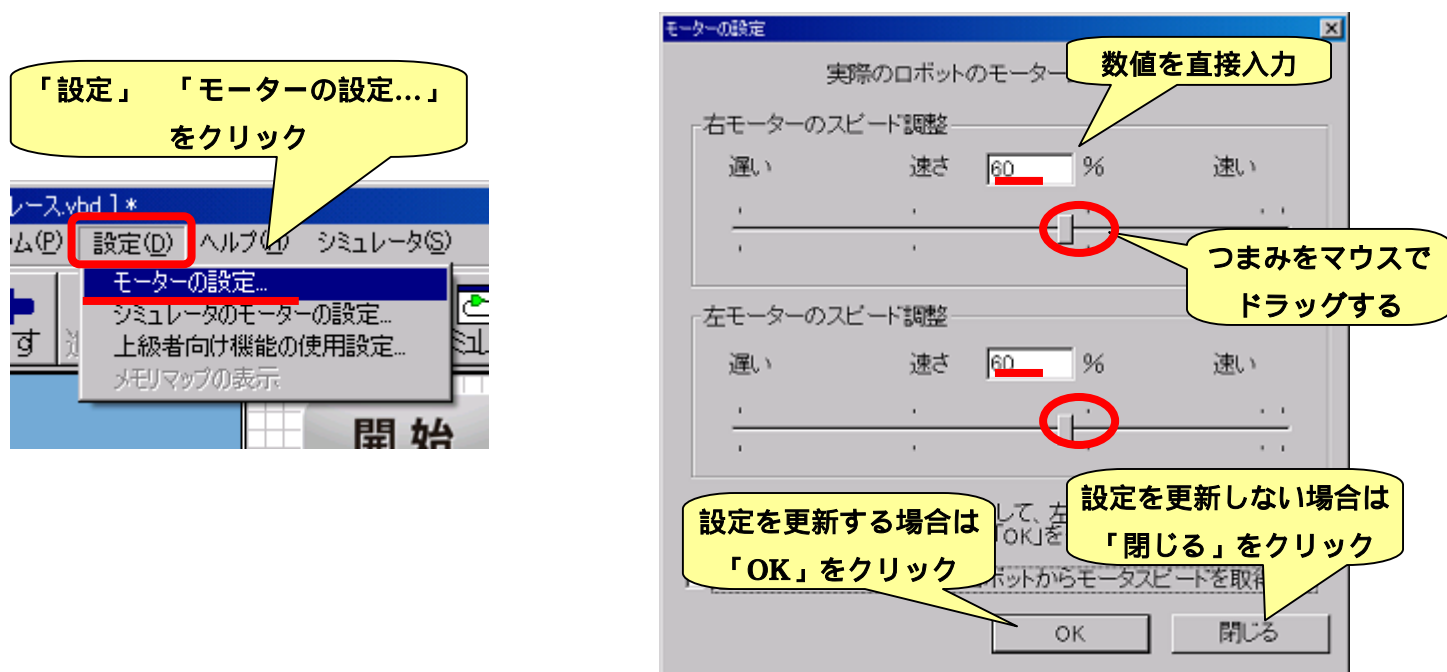 「設定」　「モーターの設定…」
をクリック
レース.vbd ] *
ム(P) 設定(D) ヘルプ(H) シミュレータ(S)
モーターの設定...
シミュレータのモーターの設定...
上級者向け機能の使用設定...
メモリマップの表示
す
開始
モーターの設定
実際のロボットのモーター
数値を直接入力
右モーターのスピード調整
遅い 速さ 60 % 速い
つまみをマウスで
ドラッグする
左モーターのスピード調整
遅い 速さ 60 % 速い
設定を更新する場合は
「OK」をクリック
設定を更新しない場合は
「閉じる」をクリック
して、左
「OK」を
ボットからモータスピードを取得
OK 閉じる